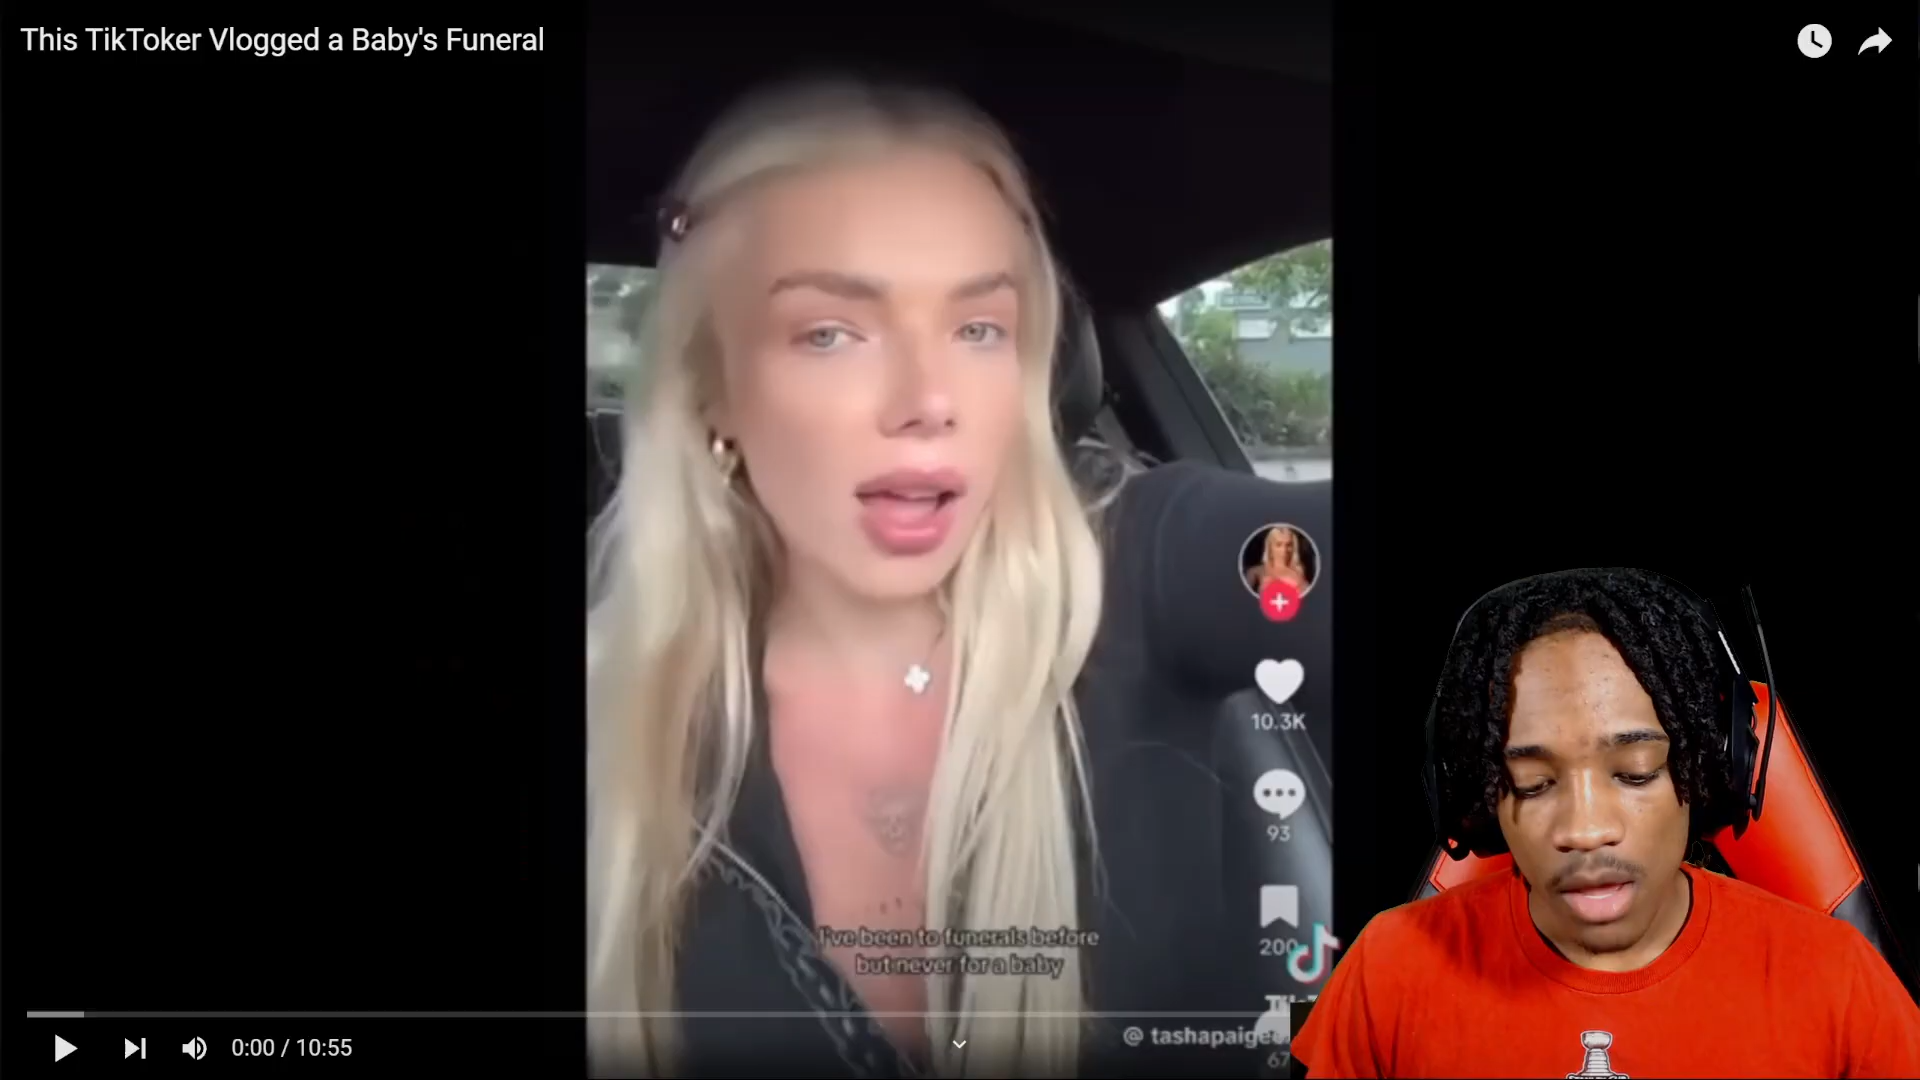 This TikToker Vlogged a Baby's Funeral
10.3K
93
200
I've been to funerals before
but never for a baby
@ tashapaige
67
0:00 / 10:55